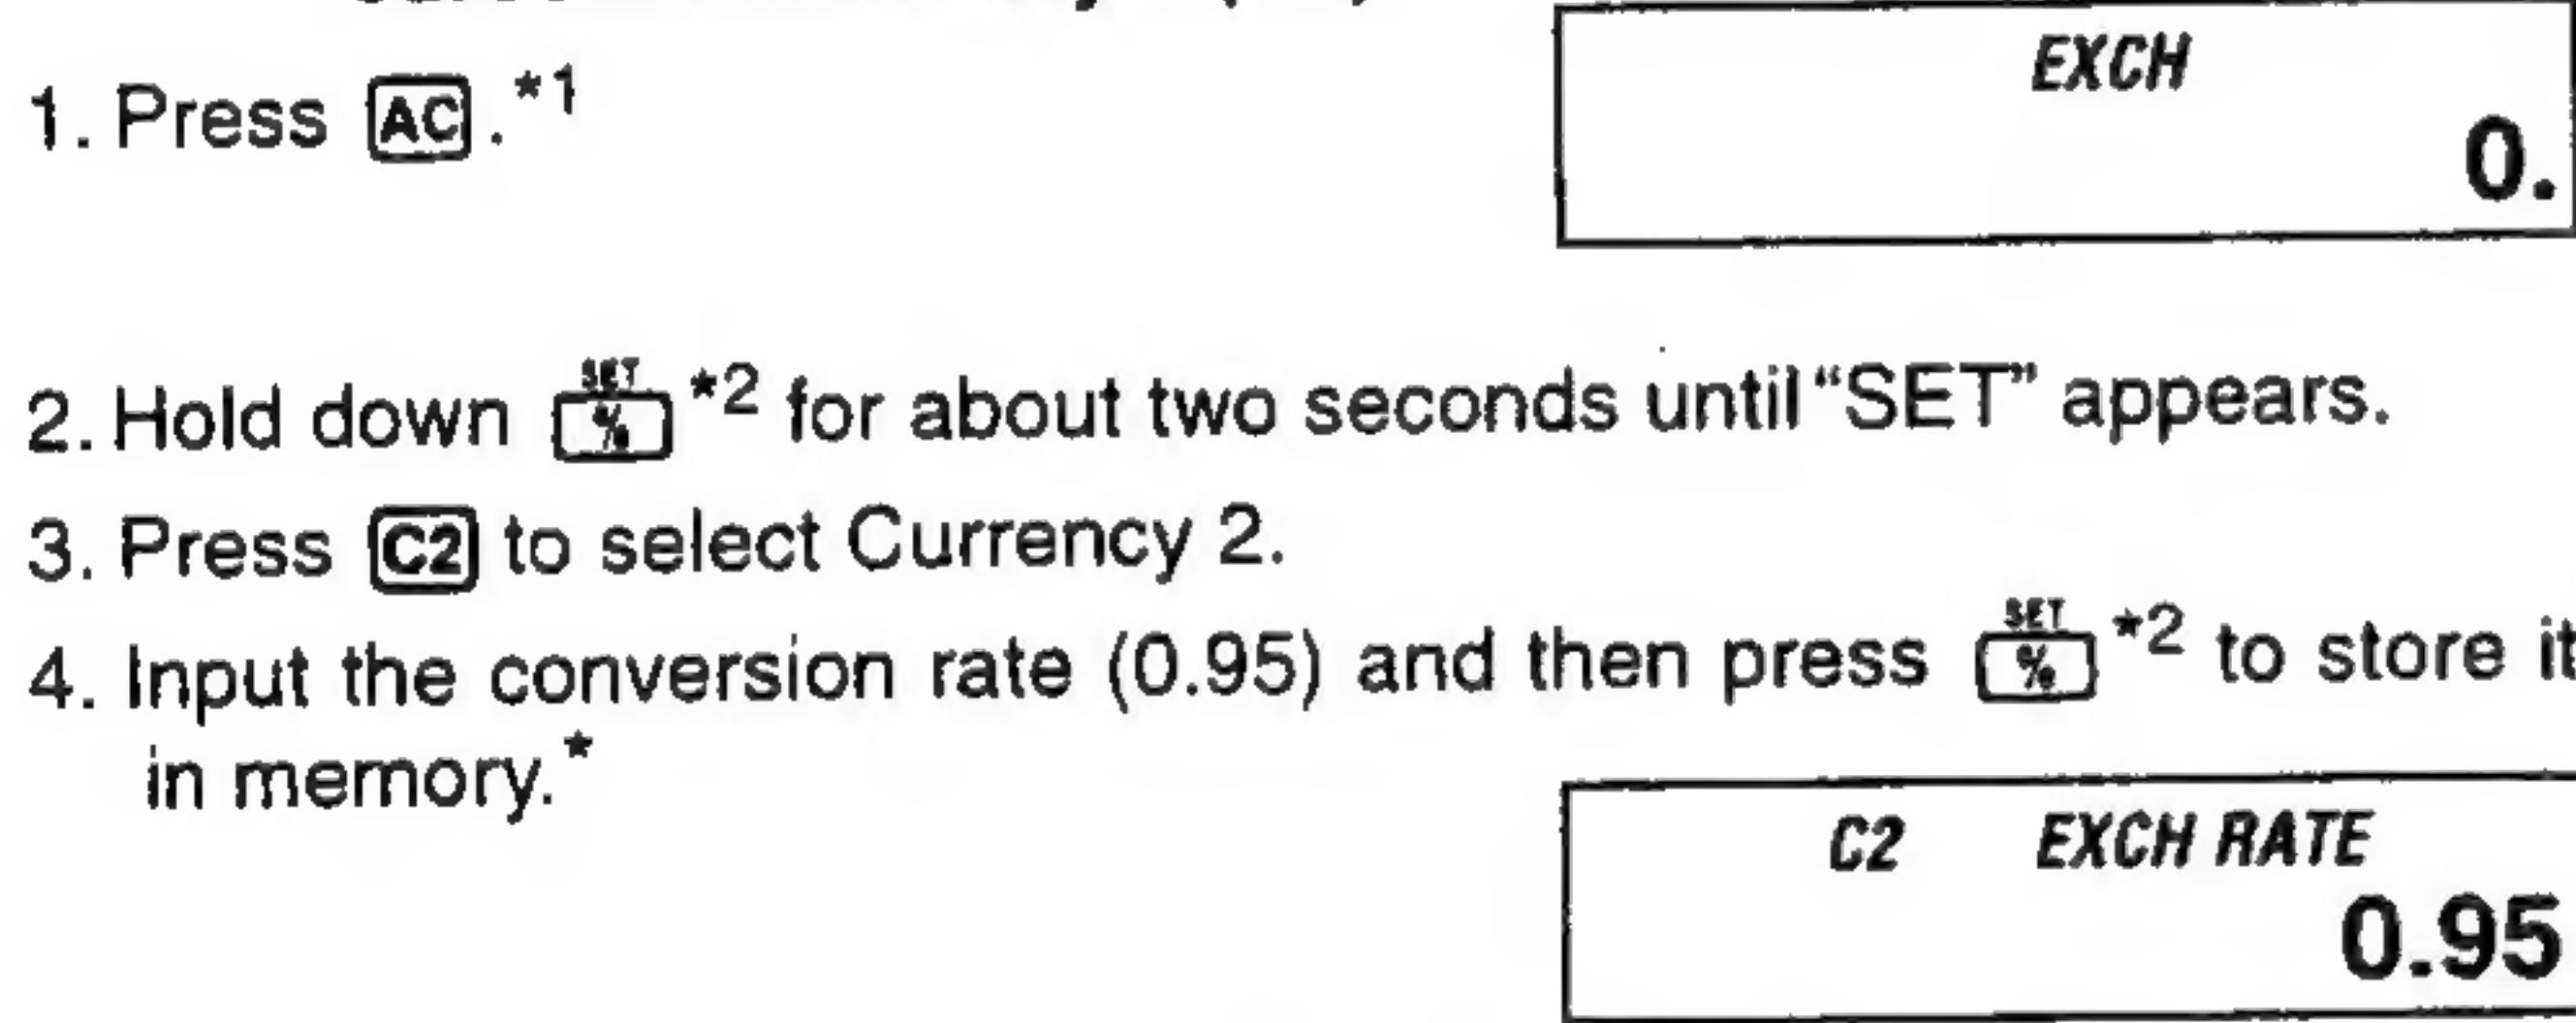 EXCH
1. Press AC.*1
0.
SET
2. Hold down % *2 for about two seconds until “SET” appears.
3. Press C2 to select Currency 2.
SET
4. Input the conversion rate (0.95) and then press % *2 to store it
in memory.*
C2 EXCH RATE
0.95